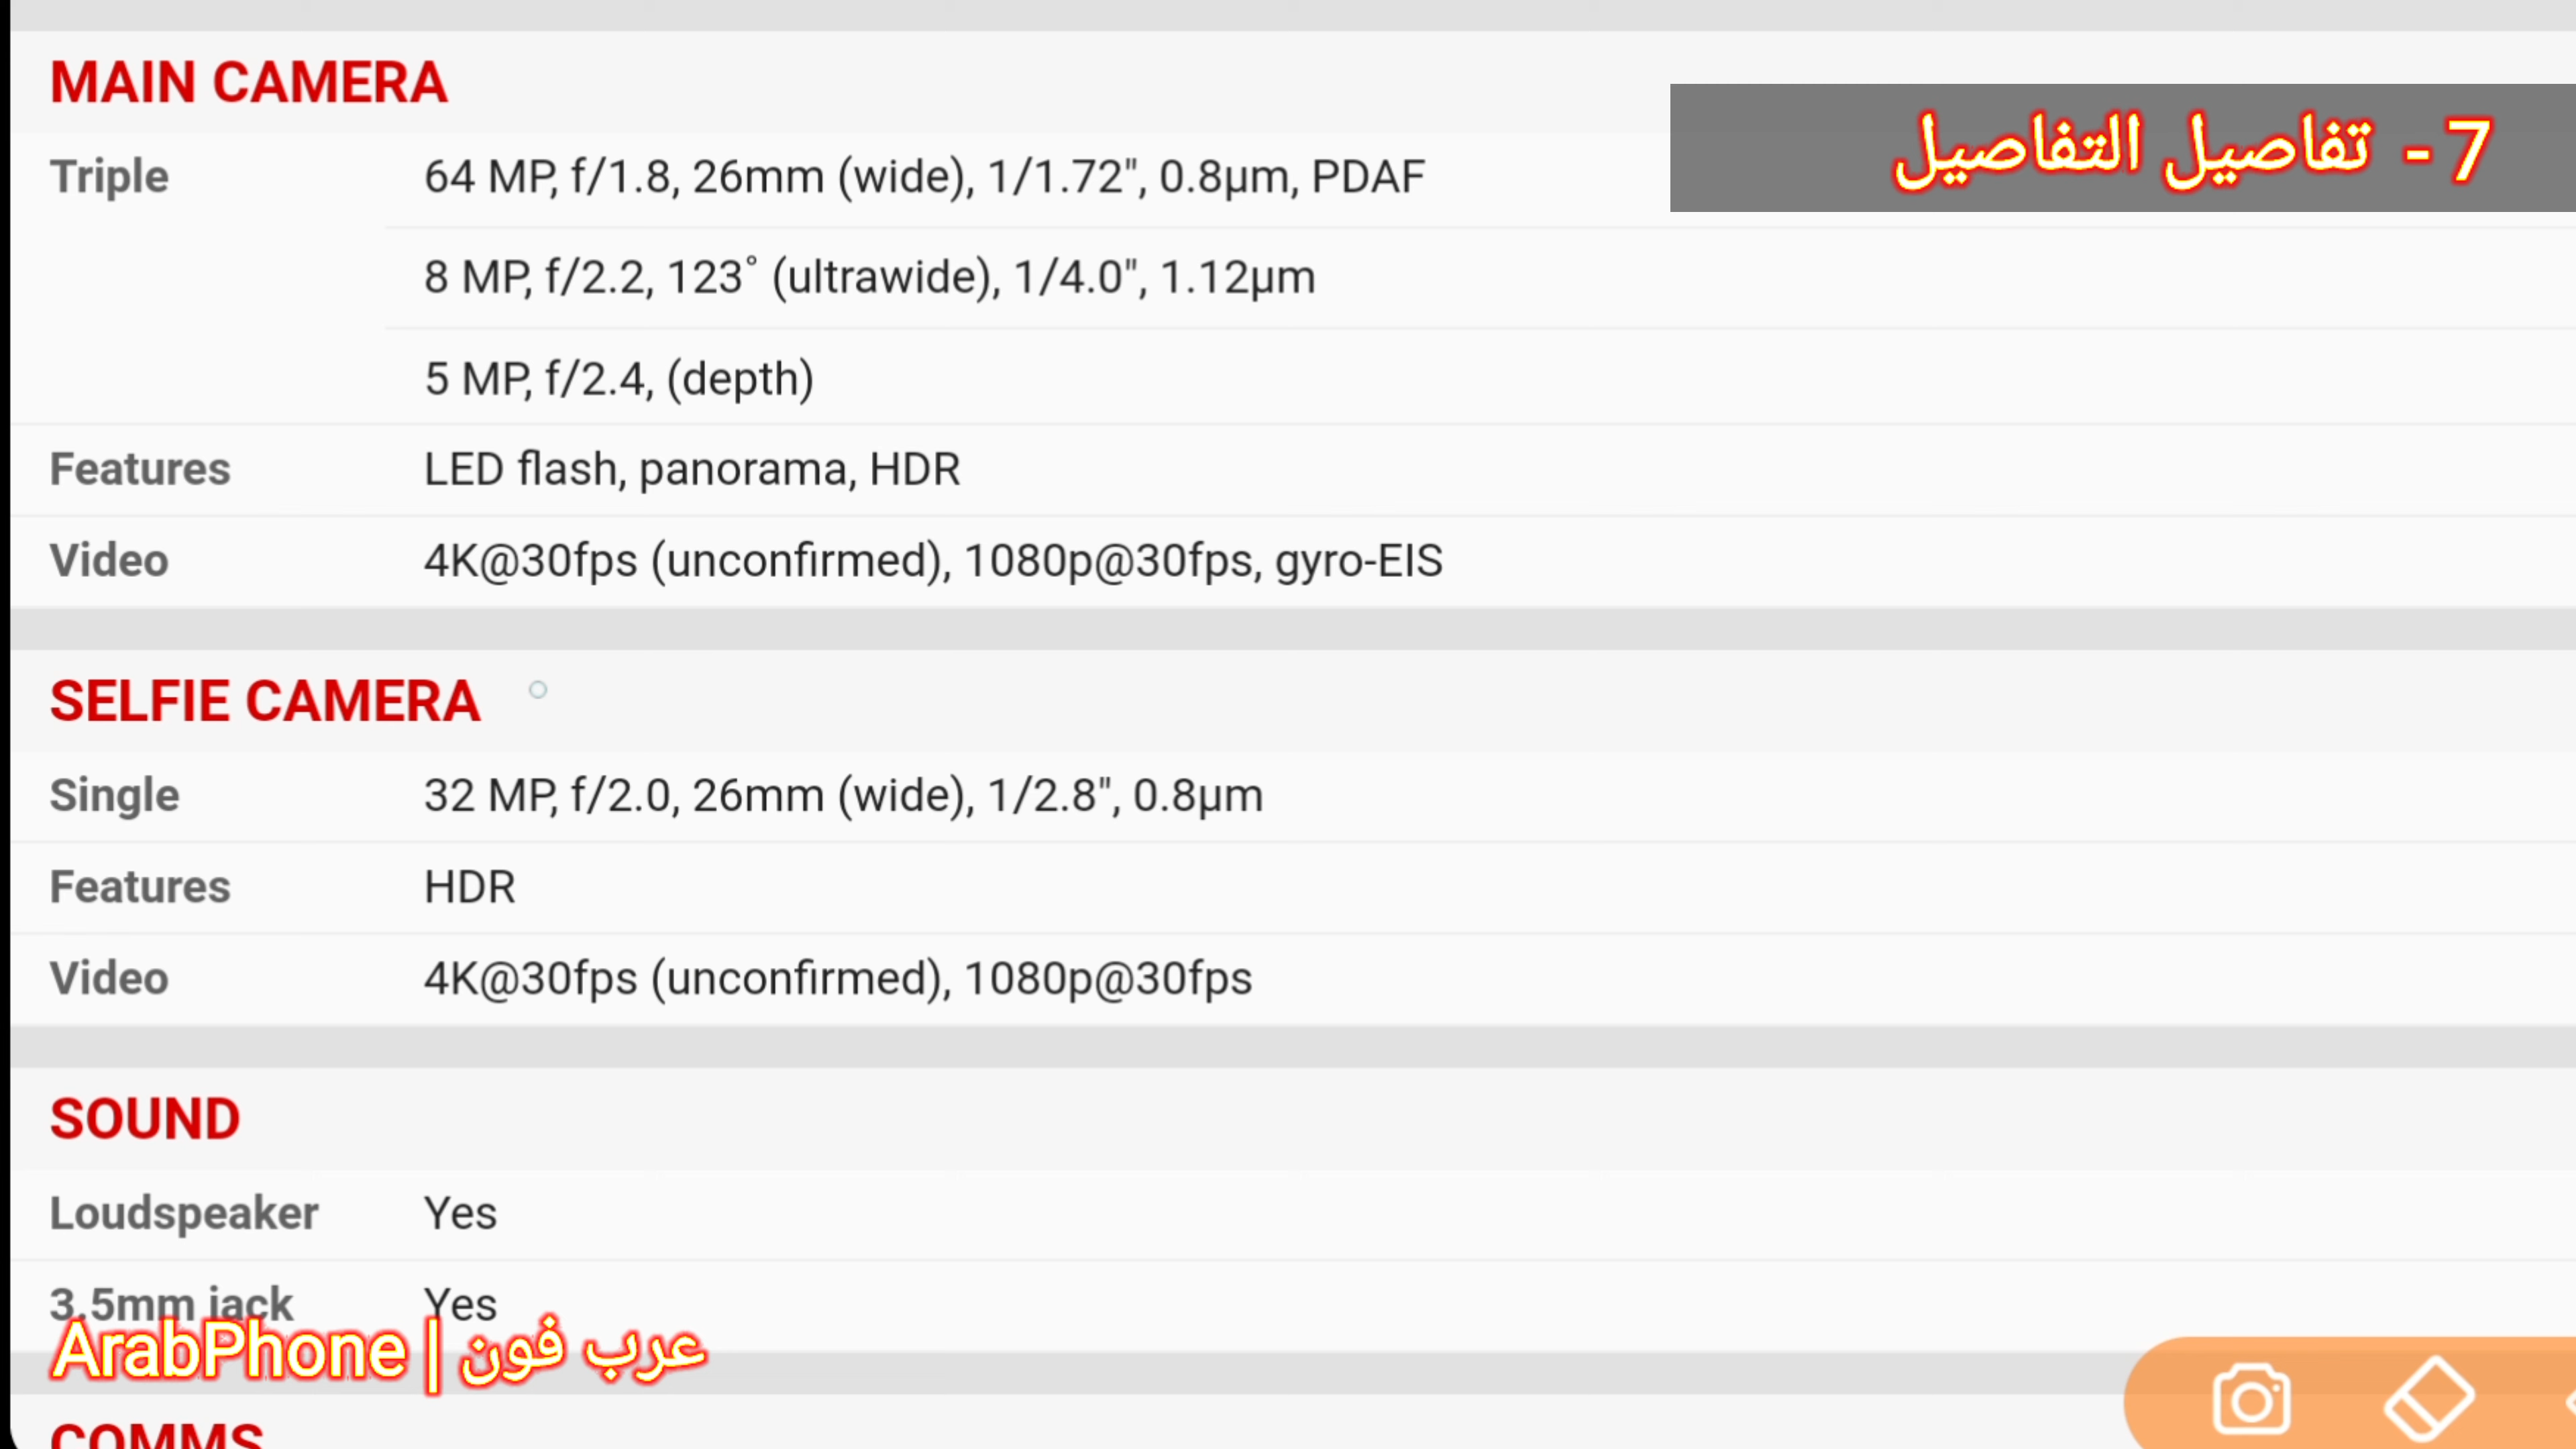 MAIN CAMERA
7- تفاصيل التفاصيل
Triple 64 MP, f/1.8, 26mm (wide), 1/1.72", 0.8µm, PDAF
8 MP, f/2.2, 123˚ (ultrawide), 1/4.0", 1.12µm
5 MP, f/2.4, (depth)
Features LED flash, panorama, HDR
Video 4K@30fps (unconfirmed), 1080p@30fps, gyro-EIS
SELFIE CAMERA
Single 32 MP, f/2.0, 26mm (wide), 1/2.8", 0.8µm
Features HDR
Video 4K@30fps (unconfirmed), 1080p@30fps
SOUND
Loudspeaker Yes
3.5mm jack Yes
ArabPhone | عرب فون
COMMS